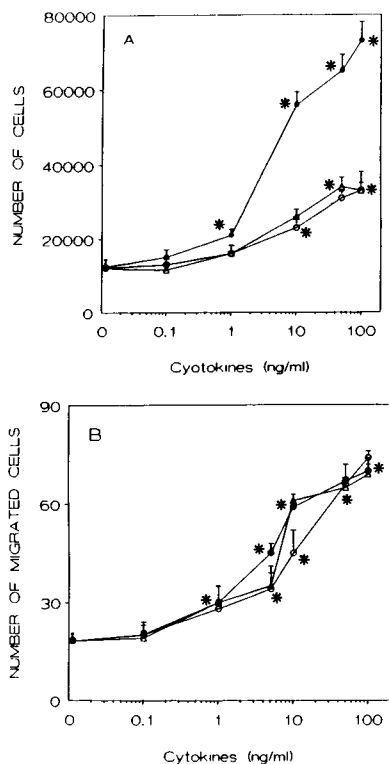 A
NUMBER OF CELLS
80000
60000
40000
20000
0
0 0.1 1 10 100
Cyotokines (ng/ml)
B
NUMBER OF MIGRATED CELLS
90
60
30
0
0 0.1 1 10 100
Cytokines (ng/ml)